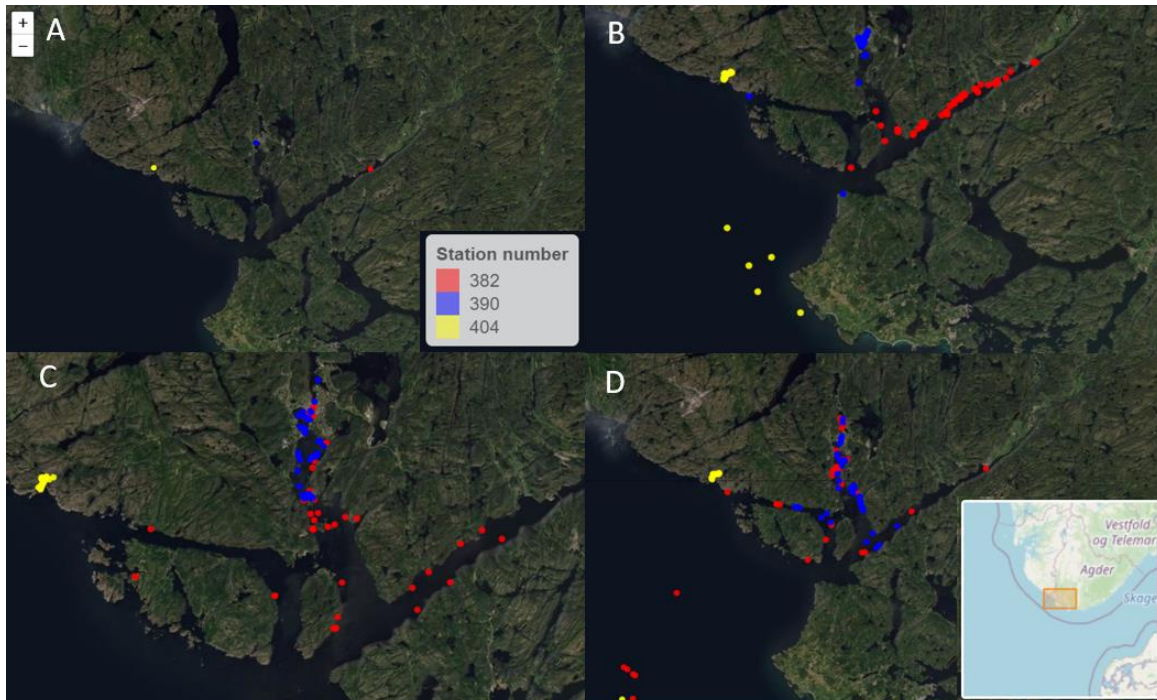 +
−
A
B
Station number
382
390
404
C
D
Vestfold
og Telemar
Agder
Skage